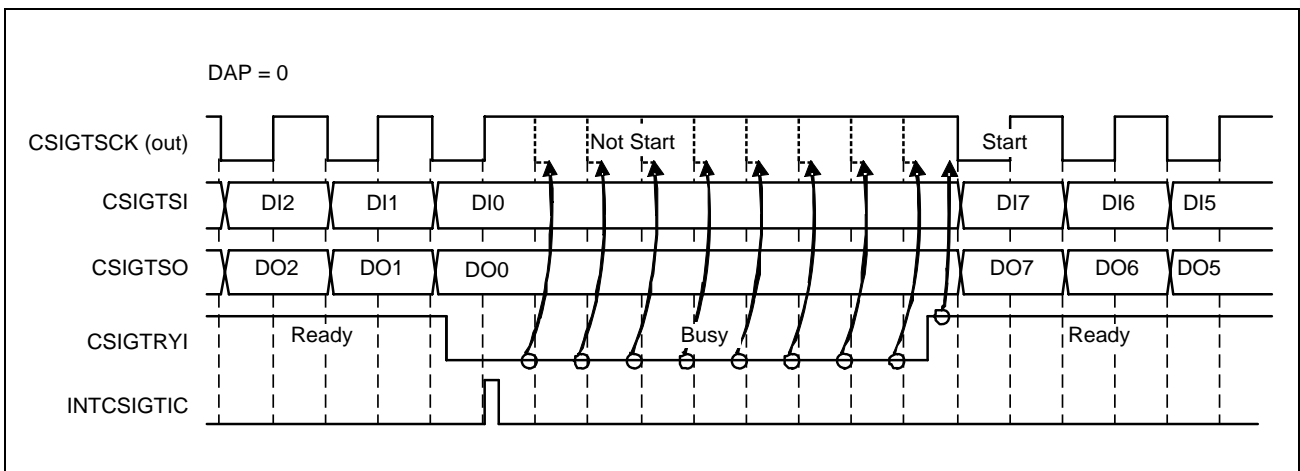 DAP = 0
CSIGTSCK (out) Not Start Start
CSIGTSI DI2 DI1 DI0 DI7 DI6 DI5
CSIGTSO DO2 DO1 DO0 DO7 DO6 DO5
CSIGTRYI Ready Busy Ready
INTCSIGTIC